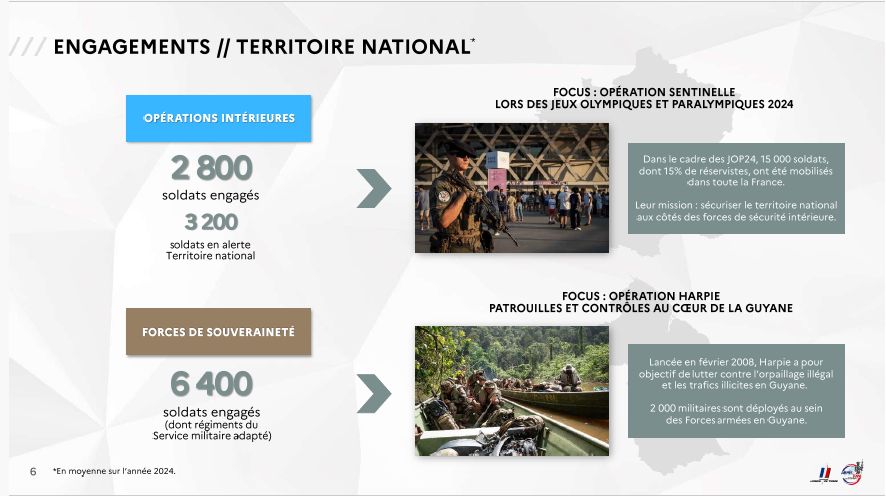 /// ENGAGEMENTS // TERRITOIRE NATIONAL*
OPÉRATIONS INTÉRIEURES
2 800
soldats engagés
3 200
soldats en alerte
Territoire national
FOCUS : OPÉRATION SENTINELLE
LORS DES JEUX OLYMPIQUES ET PARALYMPIQUES 2024
Dans le cadre des JOP24, 15 000 soldats,
dont 15% de réservistes, ont été mobilisés
dans toute la France.
Leur mission : sécuriser le territoire national
aux côtés des forces de sécurité intérieure.
FORCES DE SOUVERAINETÉ
6 400
soldats engagés
(dont régiments du
Service militaire adapté)
FOCUS : OPÉRATION HARPIE
PATROUILLES ET CONTRÔLES AU CŒUR DE LA GUYANE
Lancée en février 2008, Harpie a pour
objectif de lutter contre l'orpaillage illégal
et les trafics illicites en Guyane.
2 000 militaires sont déployés au sein
des Forces armées en Guyane.
6
*En moyenne sur l'année 2024.